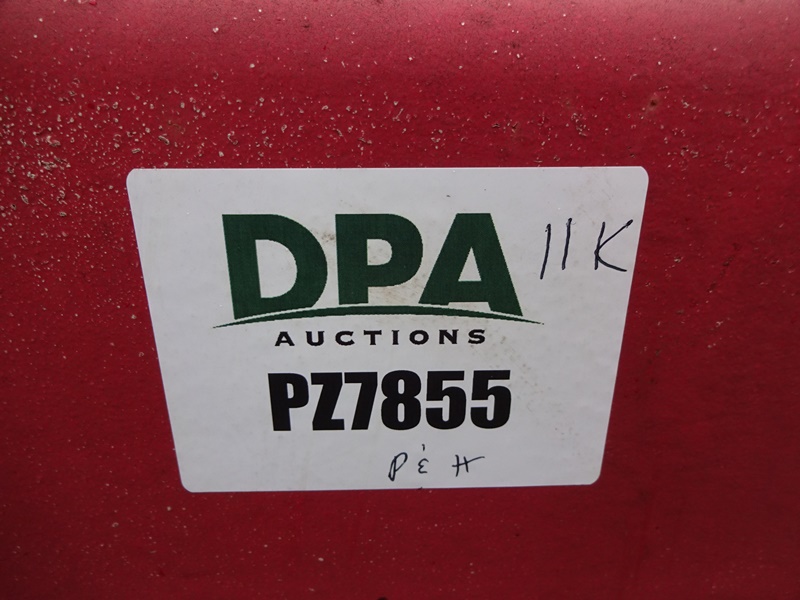 DPA 11K
AUCTIONS
PZ7855
P & H